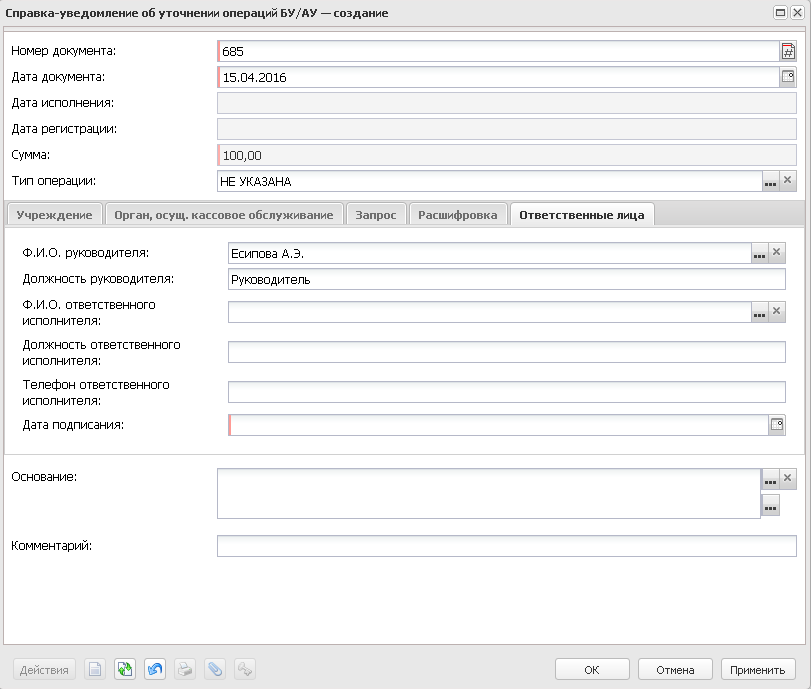 Справка-уведомление об уточнении операций БУ/АУ — создание
Номер документа: 685
Дата документа: 15.04.2016
Дата исполнения:
Дата регистрации:
Сумма: 100,00
Тип операции: НЕ УКАЗАНА
Учреждение Орган, осущ. кассовое обслуживание Запрос Расшифровка Ответственные лица
Ф.И.О. руководителя: Есипова А.Э.
Должность руководителя: Руководитель
Ф.И.О. ответственного
исполнителя:
Должность ответственного
исполнителя:
Телефон ответственного
исполнителя:
Дата подписания:
Основание:
Комментарий:
Действия ОК Отмена Применить